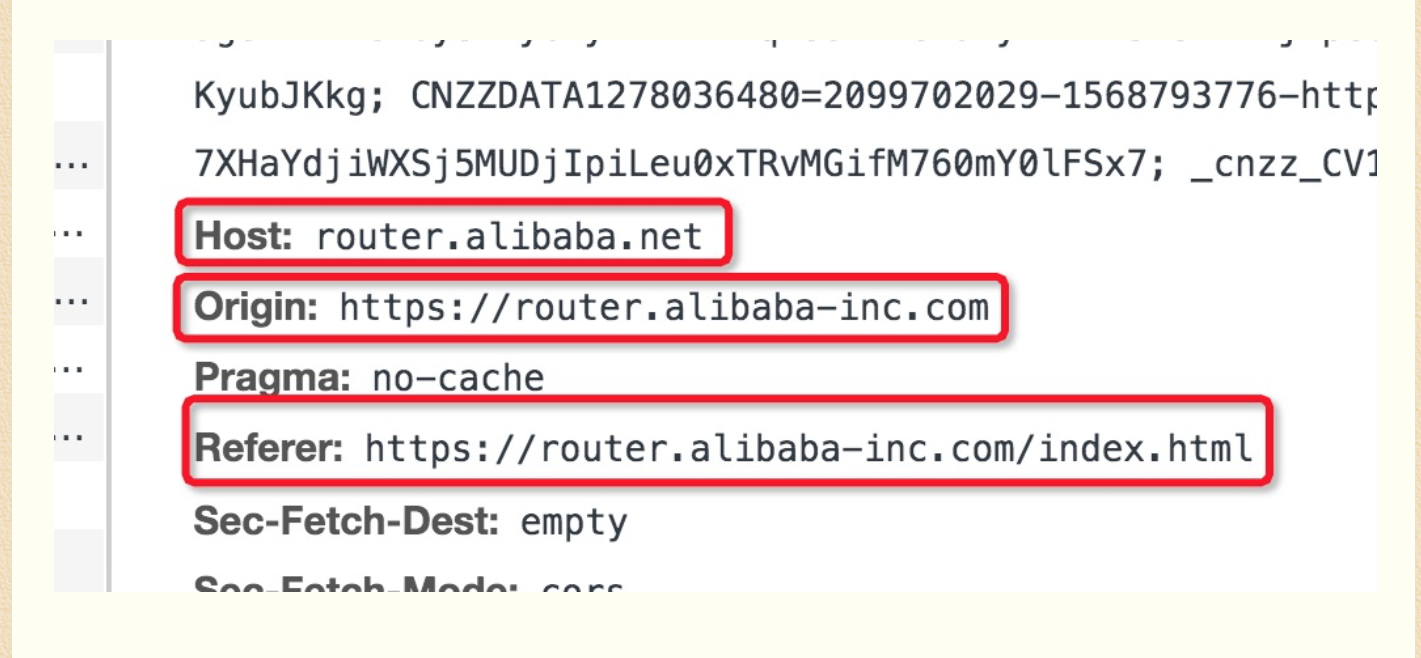 KyubJKkg; CNZZDATA1278036480=2099702029-1568793776-http
7XHaYdjiWXSj5MUDjIpiLeu0xTRvMGifM760mY0lFSx7; _cnzz_CV1
Host: router.alibaba.net
Origin: https://router.alibaba-inc.com
Pragma: no-cache
Referer: https://router.alibaba-inc.com/index.html
Sec-Fetch-Dest: empty
Sec-Fetch-Mode: cors